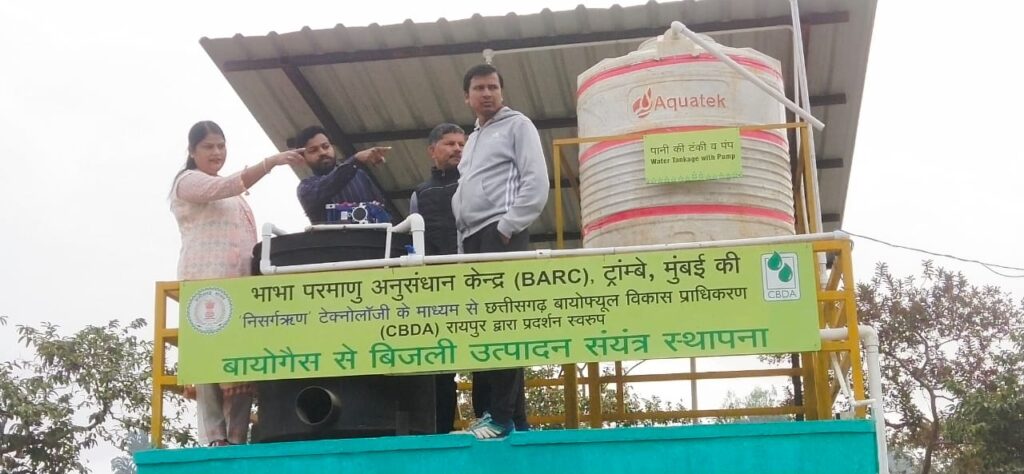 Aquatek
पानी की टंकी व पंप
Water Tankage with Pump
भाभा परमाणु अनुसंधान केन्द्र (BARC), ट्रांम्बे, मुंबई की
'निसर्गऋण' टेक्नोलॉजी के माध्यम से छत्तीसगढ़ बायोफ्यूल विकास प्राधिकरण
(CBDA) रायपुर द्वारा प्रदर्शन स्वरुप
बायोगैस से बिजली उत्पादन संयंत्र स्थापना
CBDA